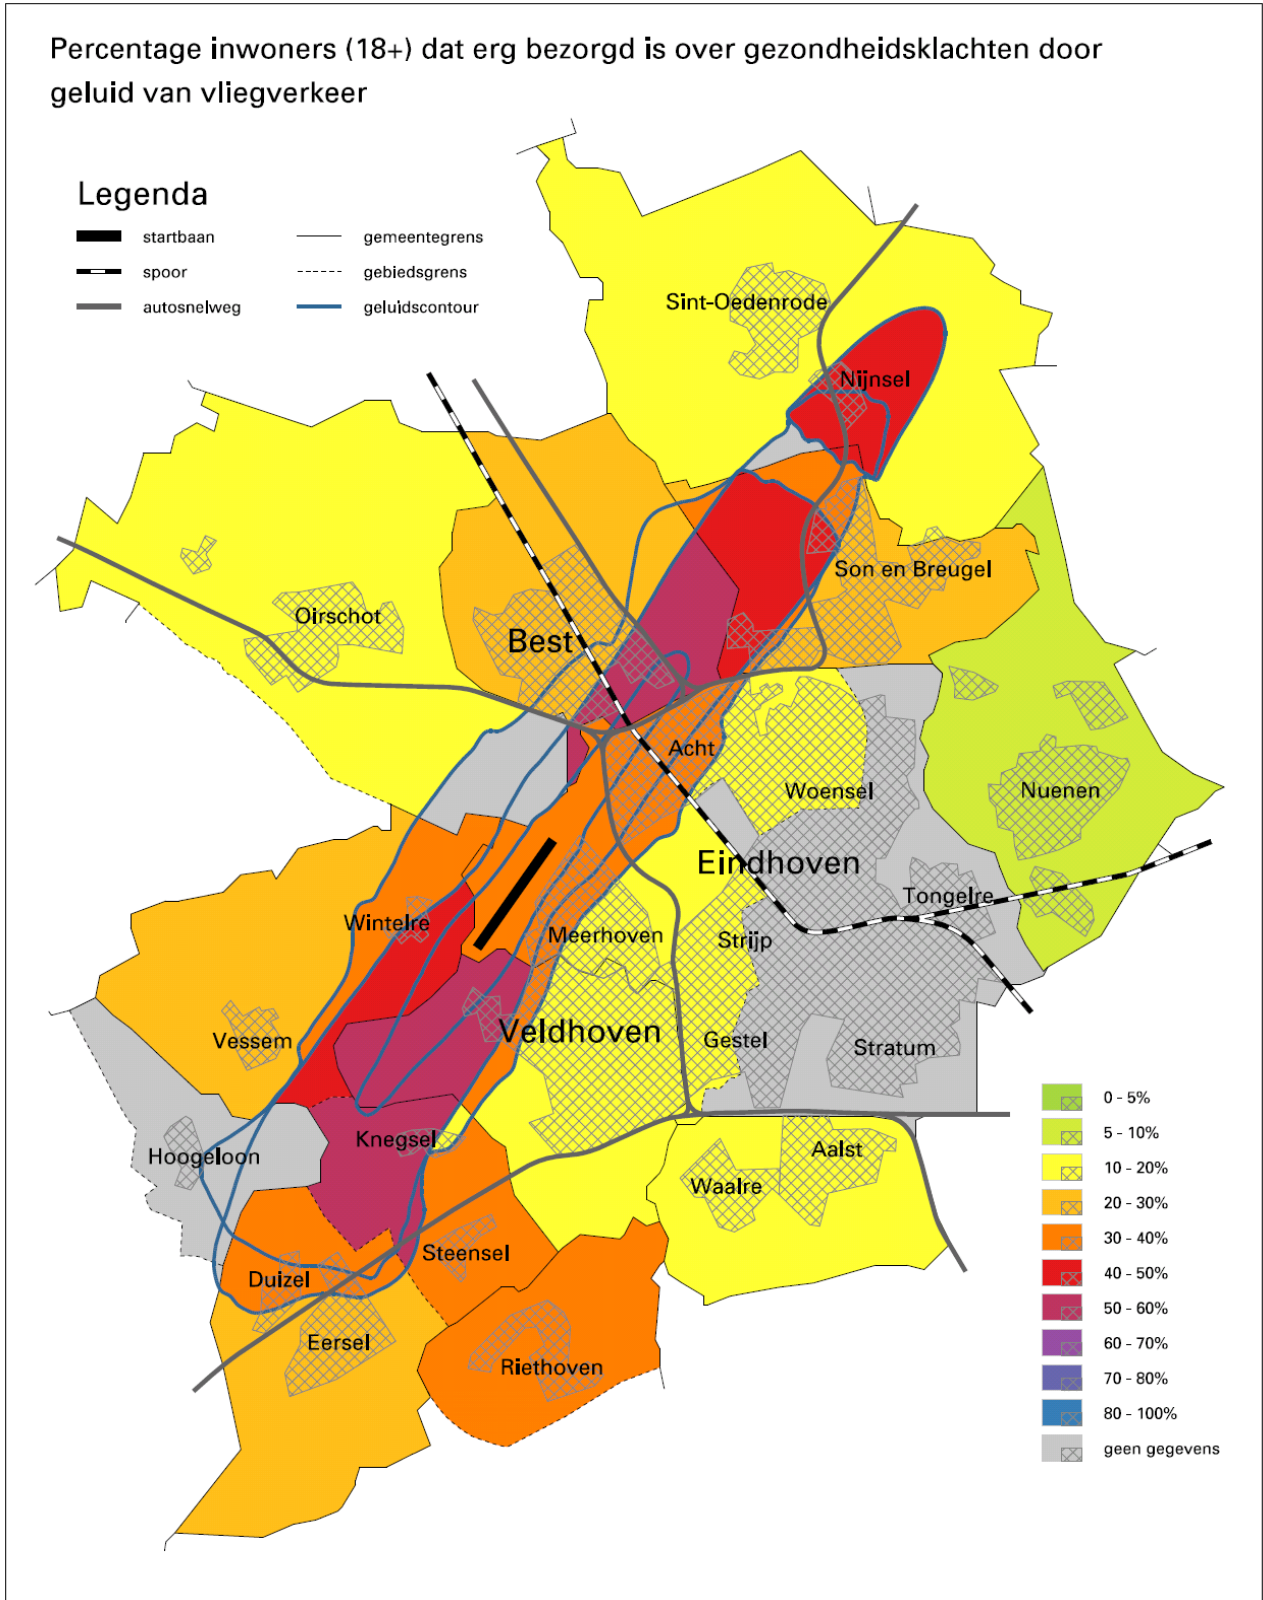 Percentage inwoners (18+) dat erg bezorgd is over gezondheidsklachten door
geluid van vliegverkeer
Legenda
startbaan
gemeentegrens
spoor
gebiedsgrens
autosnelweg
geluidscontour
Sint-Oedenrode
Nijnsel
Son en Breugel
Oirschot
Best
Acht
Woensel
Nuenen
Eindhoven
Tongelre
Wintelre
Meerhoven
Strijp
Vessem
Veldhoven
Gestel
Stratum
Knegsel
Hoogeloon
Aalst
Waalre
Steensel
Duizel
Eersel
Riethoven
0 - 5%
5 - 10%
10 - 20%
20 - 30%
30 - 40%
40 - 50%
50 - 60%
60 - 70%
70 - 80%
80 - 100%
geen gegevens